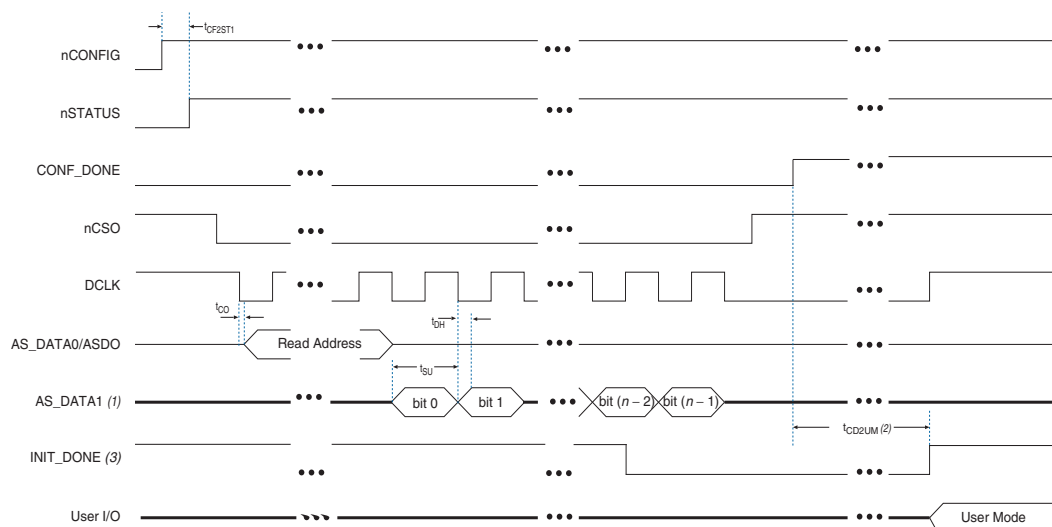 tCF2ST1
nCONFIG
nSTATUS
CONF_DONE
nCSO
DCLK
tCO
tDH
AS_DATA0/ASDO
Read Address
tSU
AS_DATA1 (1)
bit 0
bit 1
bit (n − 2)
bit (n − 1)
tCD2UM (2)
INIT_DONE (3)
User I/O
User Mode